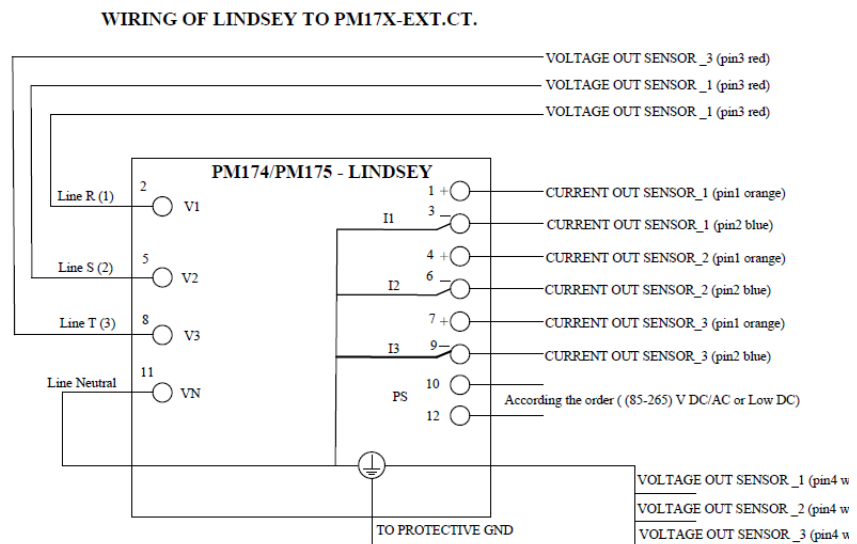 WIRING OF LINDSEY TO PM17X-EXT.CT.
VOLTAGE OUT SENSOR _3 (pin3 red)
VOLTAGE OUT SENSOR _1 (pin3 red)
VOLTAGE OUT SENSOR _1 (pin3 red)
PM174/PM175 - LINDSEY
Line R (1)
2
V1
1 +
CURRENT OUT SENSOR_1 (pin1 orange)
I1
3 −
CURRENT OUT SENSOR_1 (pin2 blue)
Line S (2)
5
V2
4 +
CURRENT OUT SENSOR_2 (pin1 orange)
I2
6 −
CURRENT OUT SENSOR_2 (pin2 blue)
Line T (3)
8
V3
7 +
CURRENT OUT SENSOR_3 (pin1 orange)
I3
9 −
CURRENT OUT SENSOR_3 (pin2 blue)
Line Neutral
11
VN
PS
10
12
According the order ( (85-265) V DC/AC or Low DC)
VOLTAGE OUT SENSOR _1 (pin4 w
VOLTAGE OUT SENSOR _2 (pin4 w
VOLTAGE OUT SENSOR _3 (pin4 w
TO PROTECTIVE GND